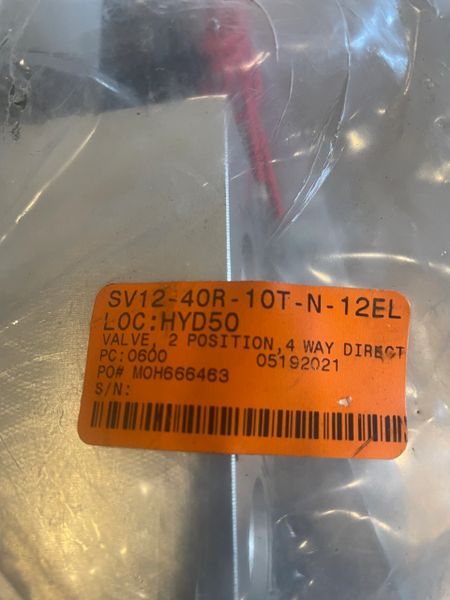 SV12-40R-10T-N-12EL
LOC:HYD50
VALVE, 2 POSITION,4 WAY DIRECT
PC:0600 05192021
PO# MOH666463
S/N: